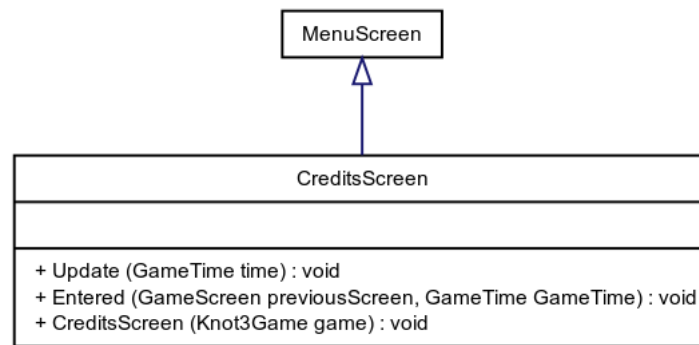 MenuScreen
CreditsScreen
+ Update (GameTime time) : void
+ Entered (GameScreen previousScreen, GameTime GameTime) : void
+ CreditsScreen (Knot3Game game) : void